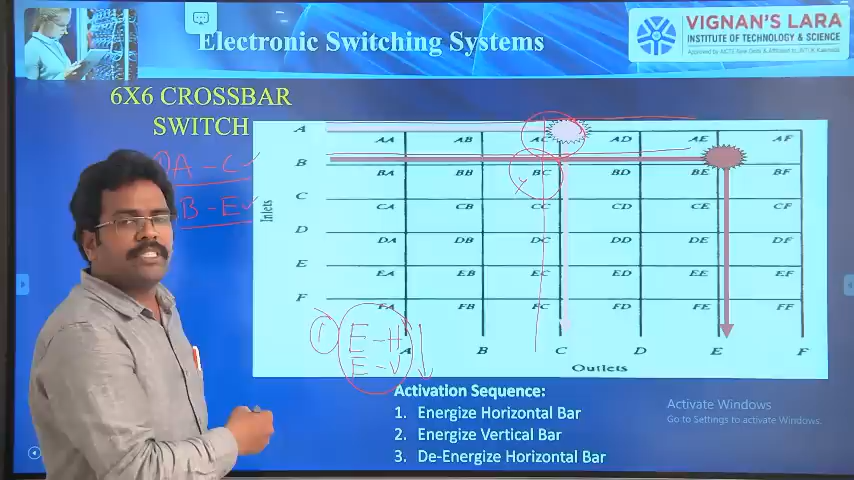 Electronic Switching Systems
VIGNAN'S LARA
INSTITUTE OF TECHNOLOGY & SCIENCE
6X6 CROSSBAR
SWITCH
① A - C ✓
B - E ✓
Inlets
A AA AB AC AD AE AF
B BA BB BC BD BE BF
C CA CB CC CD CE CF
D DA DB DC DD DE DF
E EA EB EC ED EE EF
F FA FB FC FD FE FF
A B C D E F
Outlets
① E - H
E - V
Activation Sequence:
1. Energize Horizontal Bar
2. Energize Vertical Bar
3. De-Energize Horizontal Bar
Activate Windows
Go to Settings to activate Windows.